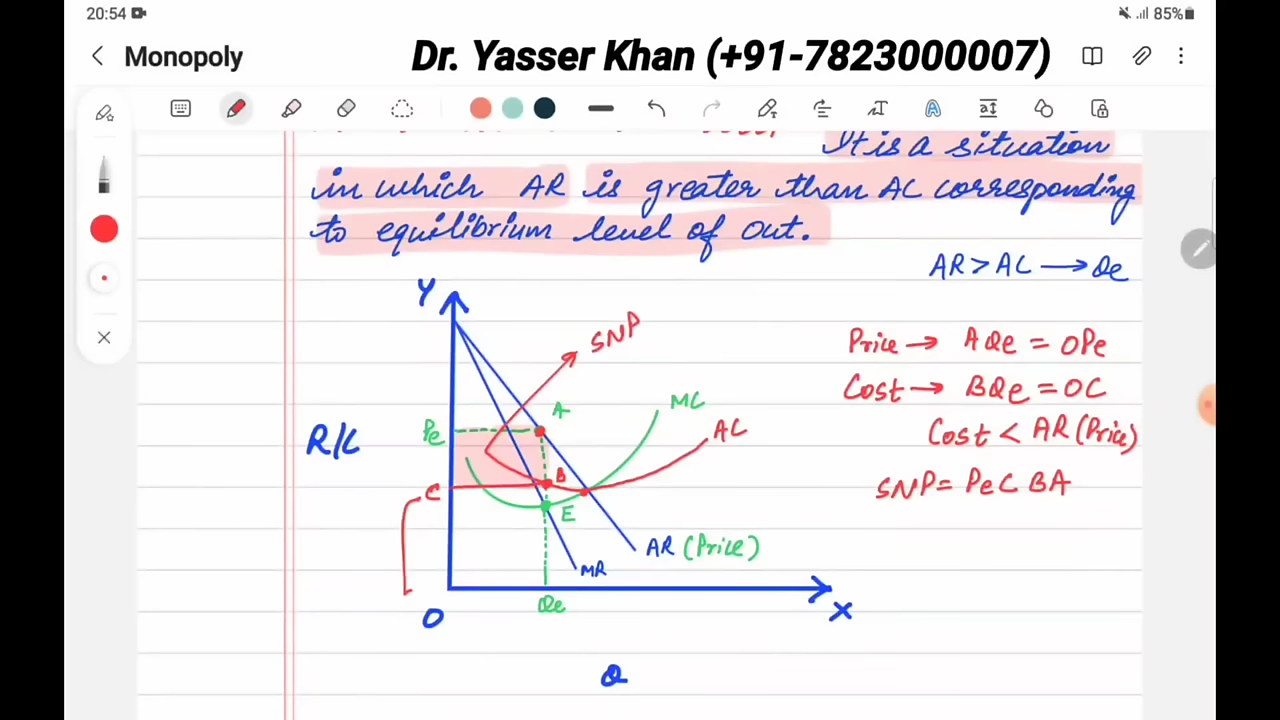 20:54
85%
Monopoly
Dr. Yasser Khan (+91-7823000007)
It is a situation
in which AR is greater than AC corresponding
to equilibrium level of out.
AR > AC → Qe
Y
SNP
Price → AQe = OPe
Cost → BQe = OC
Cost < AR (Price)
SNP = PeCBA
R/C
Pe
A
MC
AC
C
B
E
AR (Price)
MR
O
Qe
X
Q